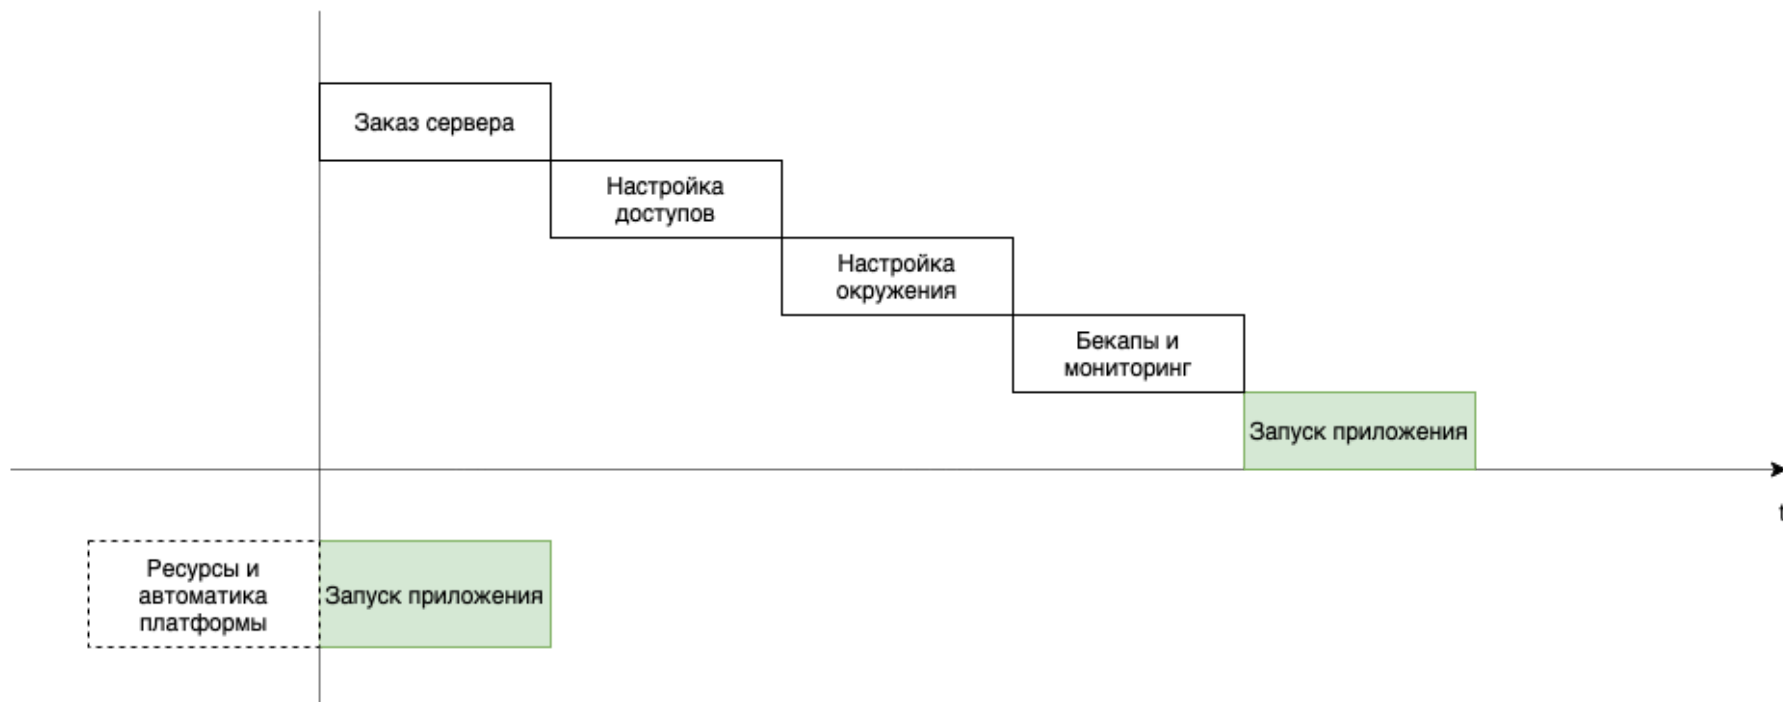 Заказ сервера
Настройка
доступов
Настройка
окружения
Бекапы и
мониторинг
Запуск приложения
t
Ресурсы и
автоматика
платформы
Запуск приложения